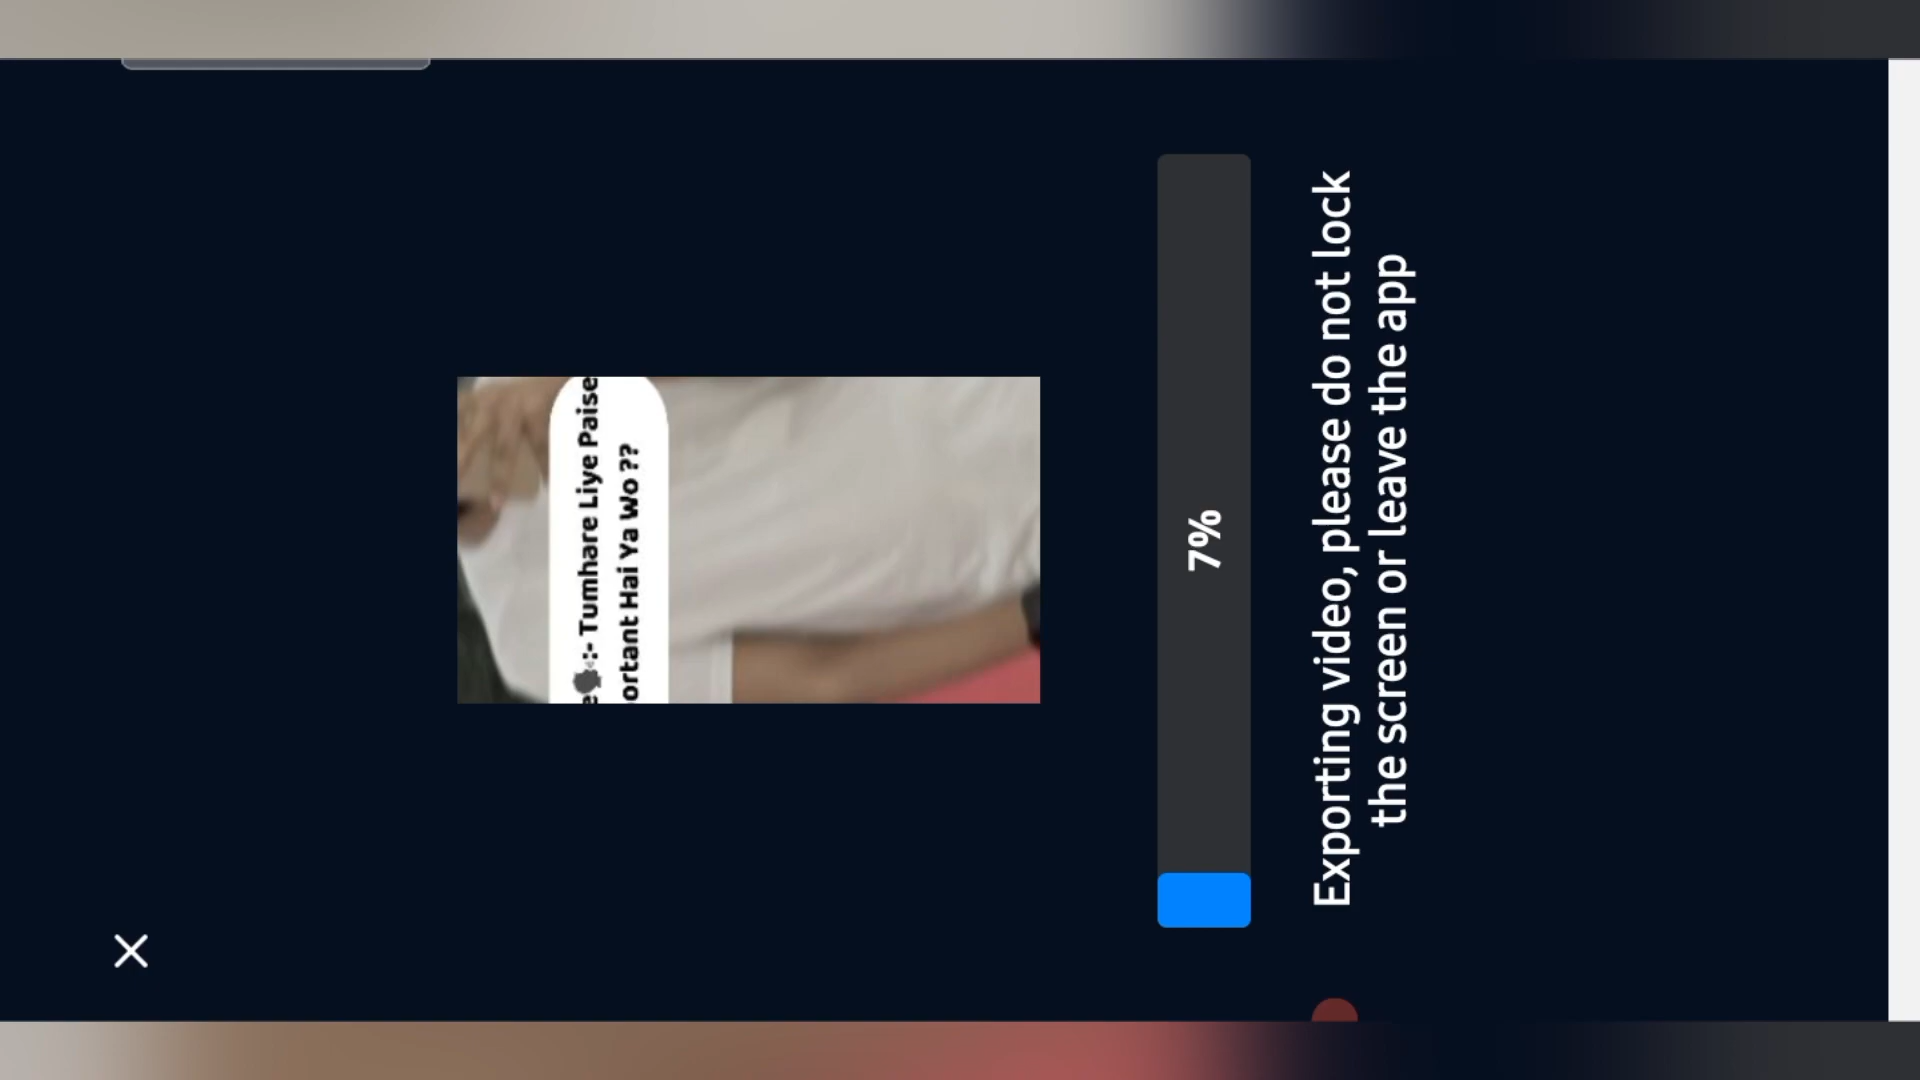 e🗣:- Tumhare Liye Paise
ortant Hai Ya Wo ??
7%
Exporting video, please do not lock
the screen or leave the app